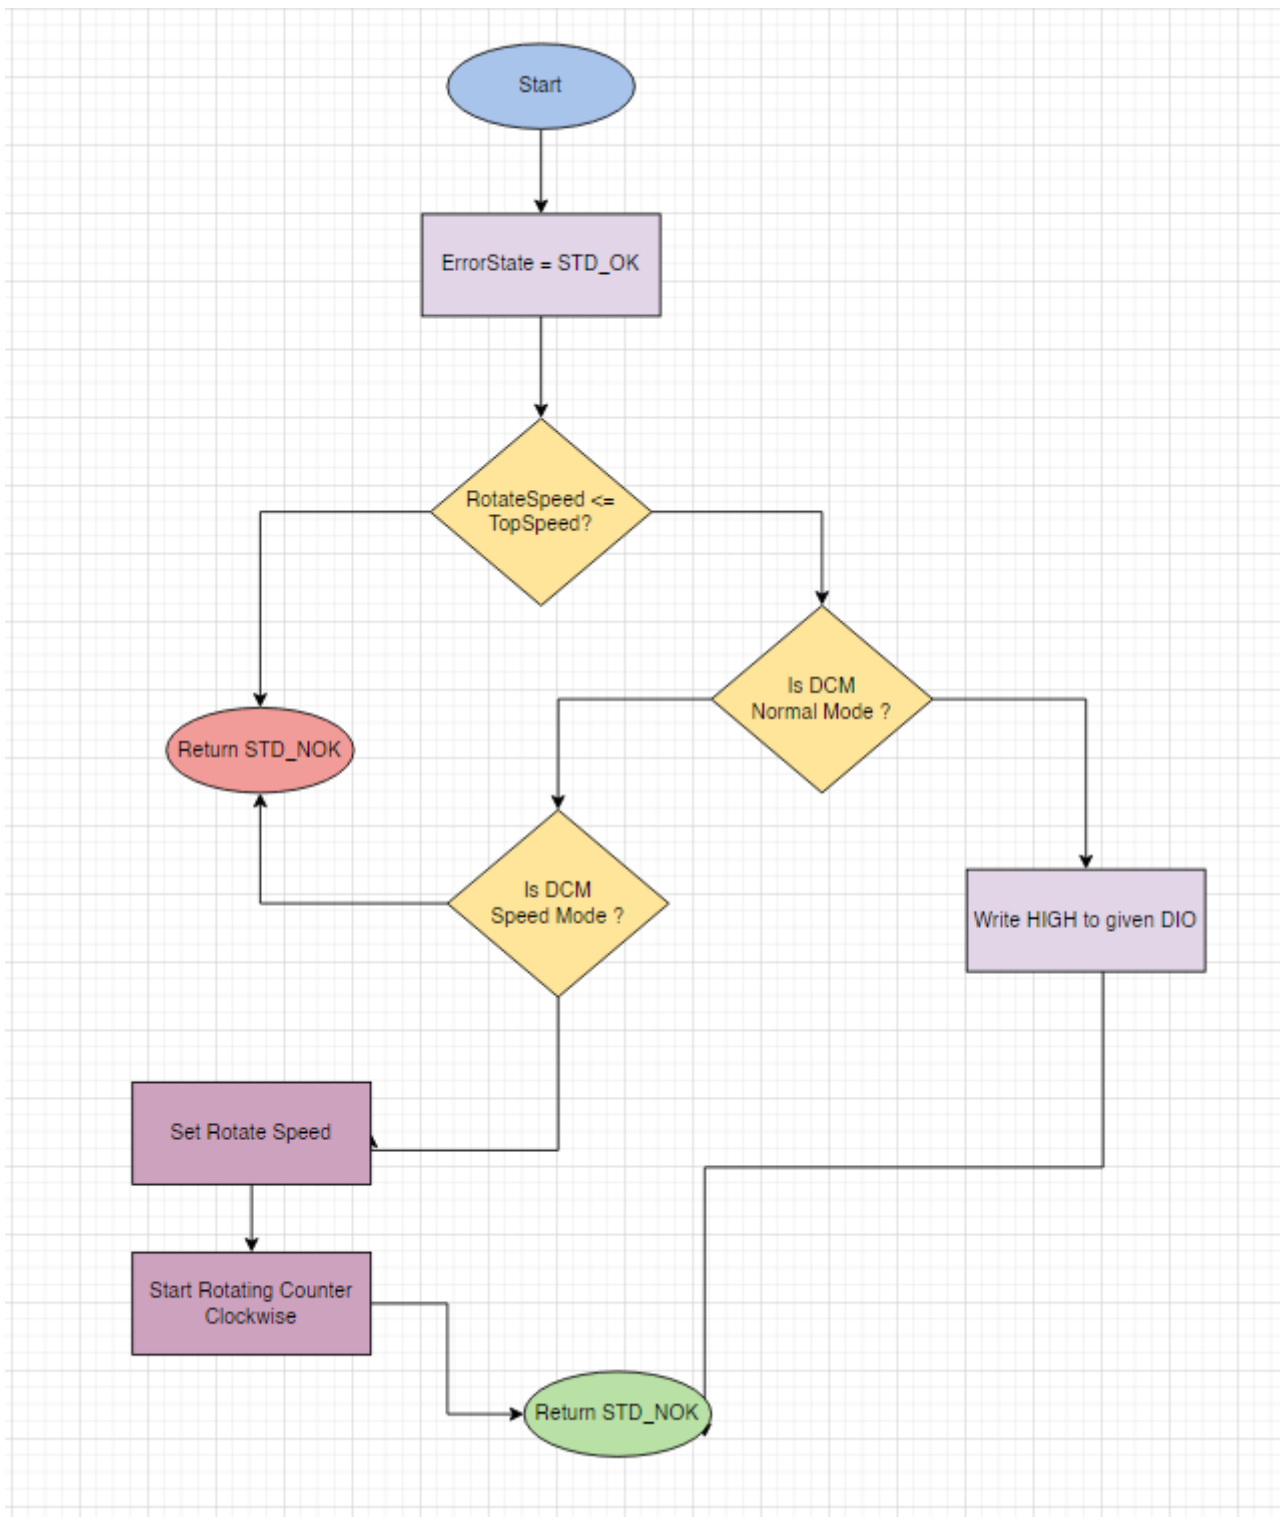 Start
ErrorState = STD_OK
RotateSpeed <=
TopSpeed?
Is DCM
Normal Mode ?
Return STD_NOK
Is DCM
Speed Mode ?
Write HIGH to given DIO
Set Rotate Speed
Start Rotating Counter
Clockwise
Return STD_NOK